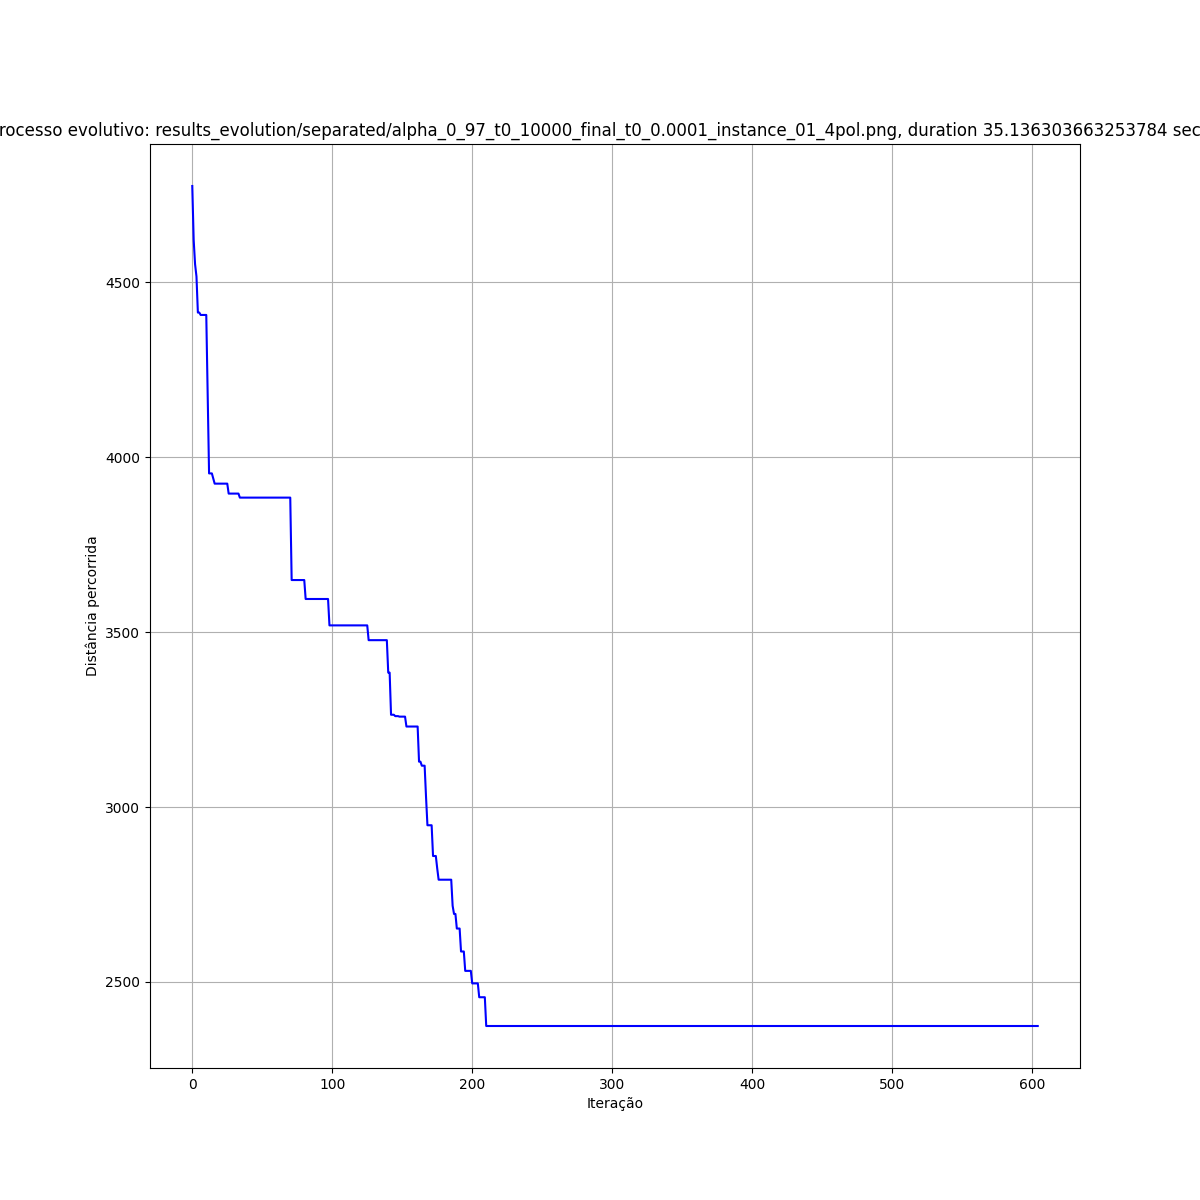 rocesso evolutivo: results_evolution/separated/alpha_0_97_t0_10000_final_t0_0.0001_instance_01_4pol.png, duration 35.136303663253784 sec
4500
4000
3500
3000
2500
Distância percorrida
0 100 200 300 400 500 600
Iteração